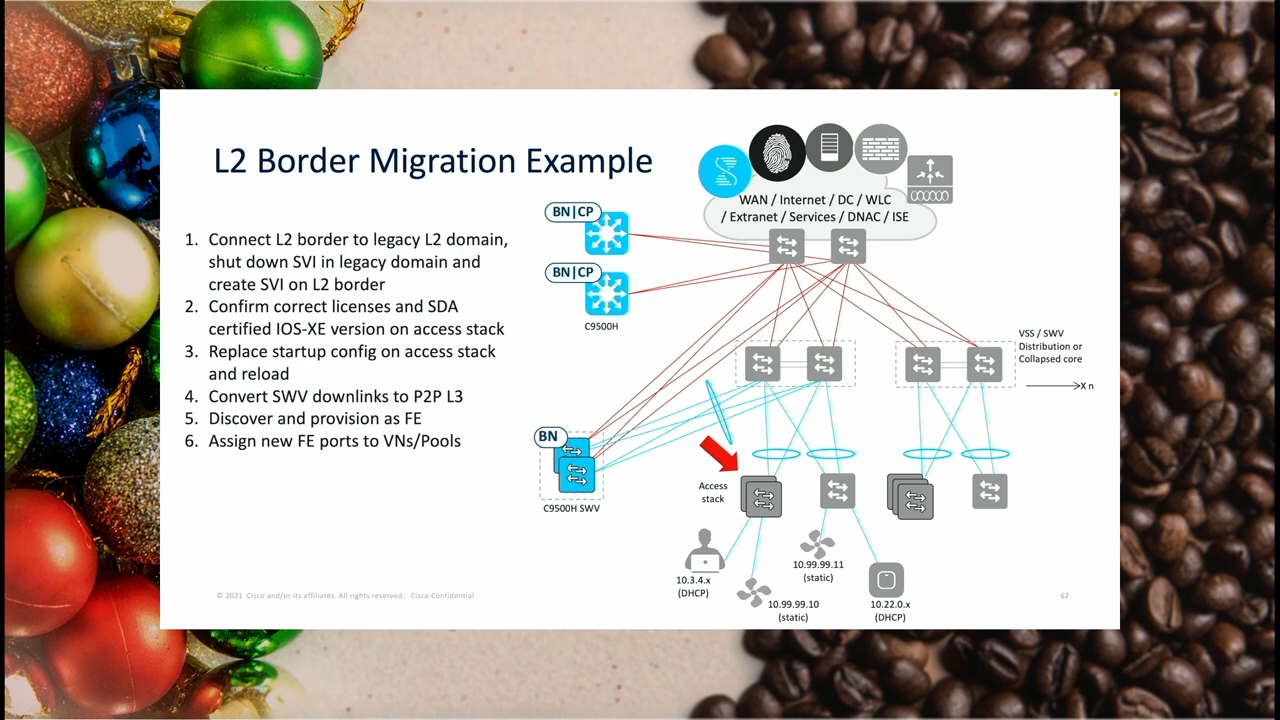 L2 Border Migration Example
1. Connect L2 border to legacy L2 domain,
shut down SVI in legacy domain and
create SVI on L2 border
2. Confirm correct licenses and SDA
certified IOS-XE version on access stack
3. Replace startup config on access stack
and reload
4. Convert SWV downlinks to P2P L3
5. Discover and provision as FE
6. Assign new FE ports to VNs/Pools
WAN / Internet / DC / WLC
/ Extranet / Services / DNAC / ISE
BN|CP
BN|CP
C9500H
VSS / SWV
Distribution or
Collapsed core
X n
BN
C9500H SWV
Access
stack
10.3.4.x
(DHCP)
10.99.99.10
(static)
10.99.99.11
(static)
10.22.0.x
(DHCP)
© 2021 Cisco and/or its affiliates. All rights reserved. Cisco Confidential
62